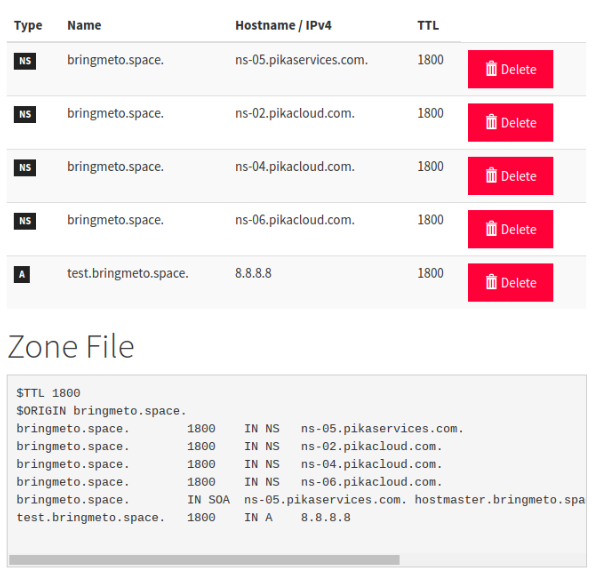 Type Name Hostname / IPv4 TTL
NS bringmeto.space. ns-05.pikaservices.com. 1800 Delete
NS bringmeto.space. ns-02.pikacloud.com. 1800 Delete
NS bringmeto.space. ns-04.pikacloud.com. 1800 Delete
NS bringmeto.space. ns-06.pikacloud.com. 1800 Delete
A test.bringmeto.space. 8.8.8.8 1800 Delete
Zone File
$TTL 1800
$ORIGIN bringmeto.space.
bringmeto.space. 1800 IN NS ns-05.pikaservices.com.
bringmeto.space. 1800 IN NS ns-02.pikacloud.com.
bringmeto.space. 1800 IN NS ns-04.pikacloud.com.
bringmeto.space. 1800 IN NS ns-06.pikacloud.com.
bringmeto.space. IN SOA ns-05.pikaservices.com. hostmaster.bringmeto.spa
test.bringmeto.space. 1800 IN A 8.8.8.8